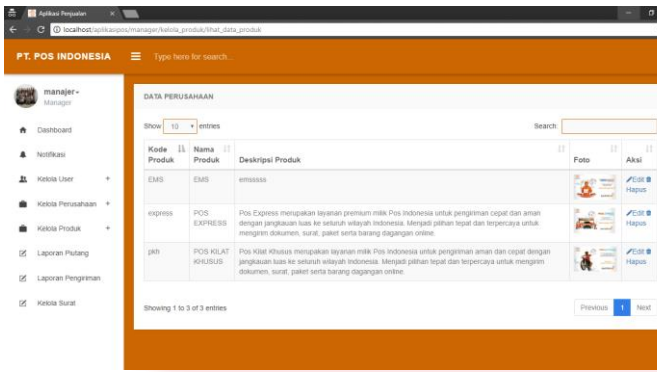 Aplikasi Penjualan
localhost/aplikasipos/manager/kelola_produk/lihat_data_produk
PT. POS INDONESIA
Type here for search...
manajer
Manager
Dashboard
Notifikasi
Kelola User +
Kelola Perusahaan +
Kelola Produk +
Laporan Piutang
Laporan Pengiriman
Kelola Surat
DATA PERUSAHAAN
Show 10 entries
Search:
Kode Produk
Nama Produk
Deskripsi Produk
Foto
Aksi
EMS
EMS
emsssss
Edit
Hapus
express
POS
EXPRESS
Pos Express merupakan layanan premium milik Pos Indonesia untuk pengiriman cepat dan aman
dengan jangkauan luas ke seluruh wilayah Indonesia. Menjadi pilihan tepat dan terpercaya untuk
mengirim dokumen, surat, paket serta barang dagangan online.
Edit
Hapus
pkh
POS KILAT
KHUSUS
Pos Kilat Khusus merupakan layanan milik Pos Indonesia untuk pengiriman aman dan cepat dengan
jangkauan luas ke seluruh wilayah Indonesia. Menjadi pilihan tepat dan terpercaya untuk mengirim
dokumen, surat, paket serta barang dagangan online.
Edit
Hapus
Showing 1 to 3 of 3 entries
Previous 1 Next